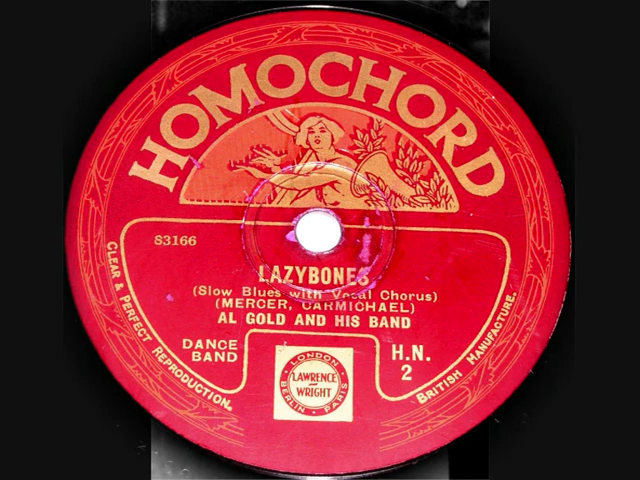 HOMOCHORD
83166
LAZYBONES
(Slow Blues with Vocal Chorus)
(MERCER, CARMICHAEL)
AL GOLD AND HIS BAND
DANCE
BAND
H.N.
2
CLEAR & PERFECT REPRODUCTION.
BRITISH MANUFACTURE.
LONDON
LAWRENCE
WRIGHT
BERLIN • PARIS